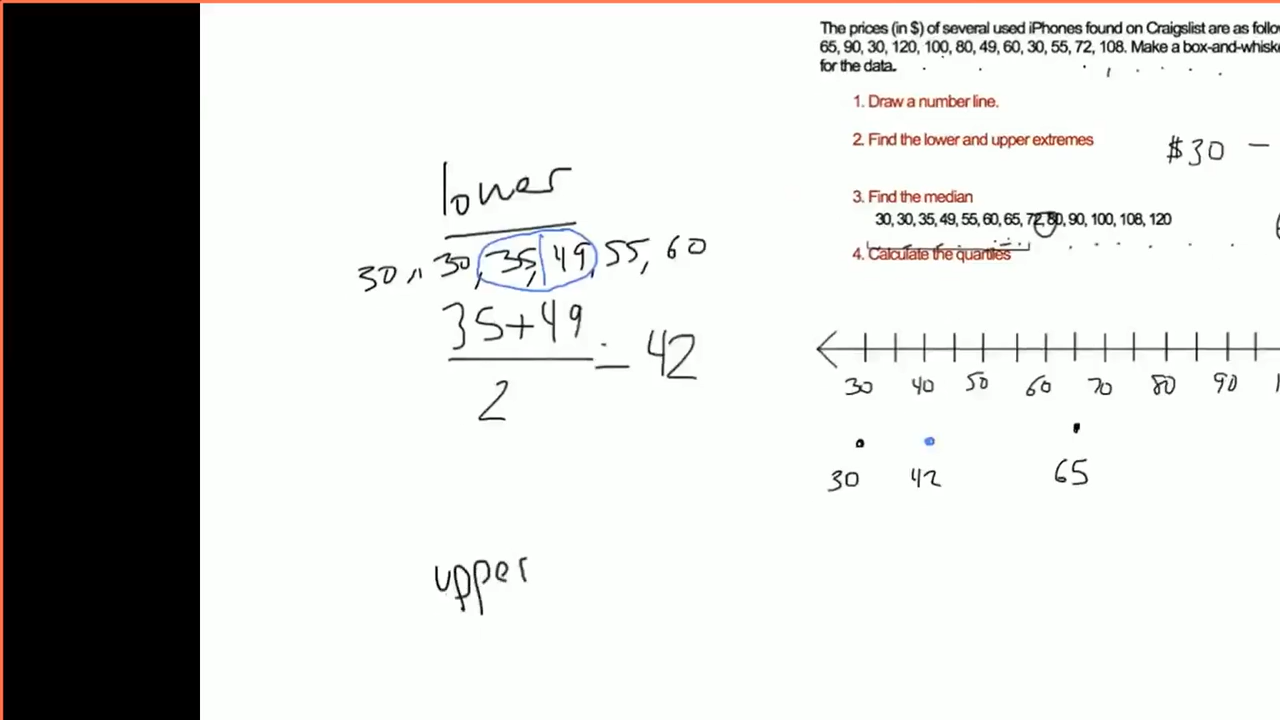 The prices (in $) of several used iPhones found on Craigslist are as follo
65, 90, 30, 120, 100, 80, 49, 60, 30, 55, 72, 108. Make a box-and-whiske
for the data.
1. Draw a number line.
2. Find the lower and upper extremes
$30 –
3. Find the median
30, 30, 35, 49, 55, 60, 65, 72, 80, 90, 100, 108, 120
4. Calculate the quartiles
lower
30, 30, 35, 49, 55, 60
35+49
2
= 42
30 40 50 60 70 80 90 1
30 42 65
upper